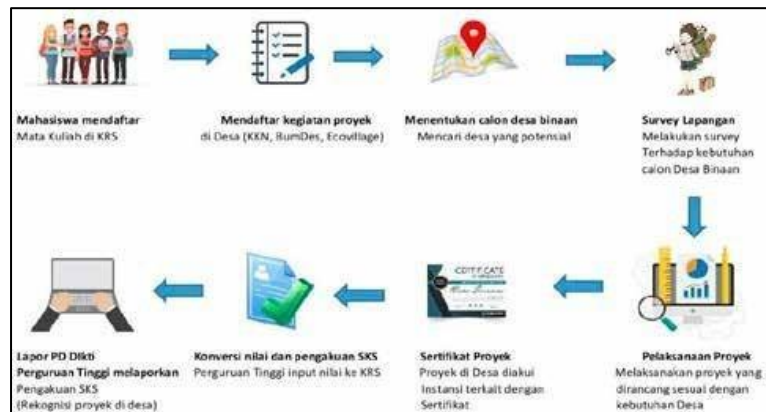 Mahasiswa mendaftar
Mata Kuliah di KRS
Mendaftar kegiatan proyek
di Desa (KKN, BumDes, Ecovillage)
Menentukan calon desa binaan
Mencari desa yang potensial
Survey Lapangan
Melakukan survey
Terhadap kebutuhan
calon Desa Binaan
Pelaksanaan Proyek
Melaksanakan proyek yang
dirancang sesuai dengan
kebutuhan Desa
Sertifikat Proyek
Proyek di Desa diakui
Instansi terkait dengan
Sertifikat
Konversi nilai dan pengakuan SKS
Perguruan Tinggi input nilai ke KRS
Lapor PD Dikti
Perguruan Tinggi melaporkan
Pengakuan SKS
(Rekognisi proyek di desa)